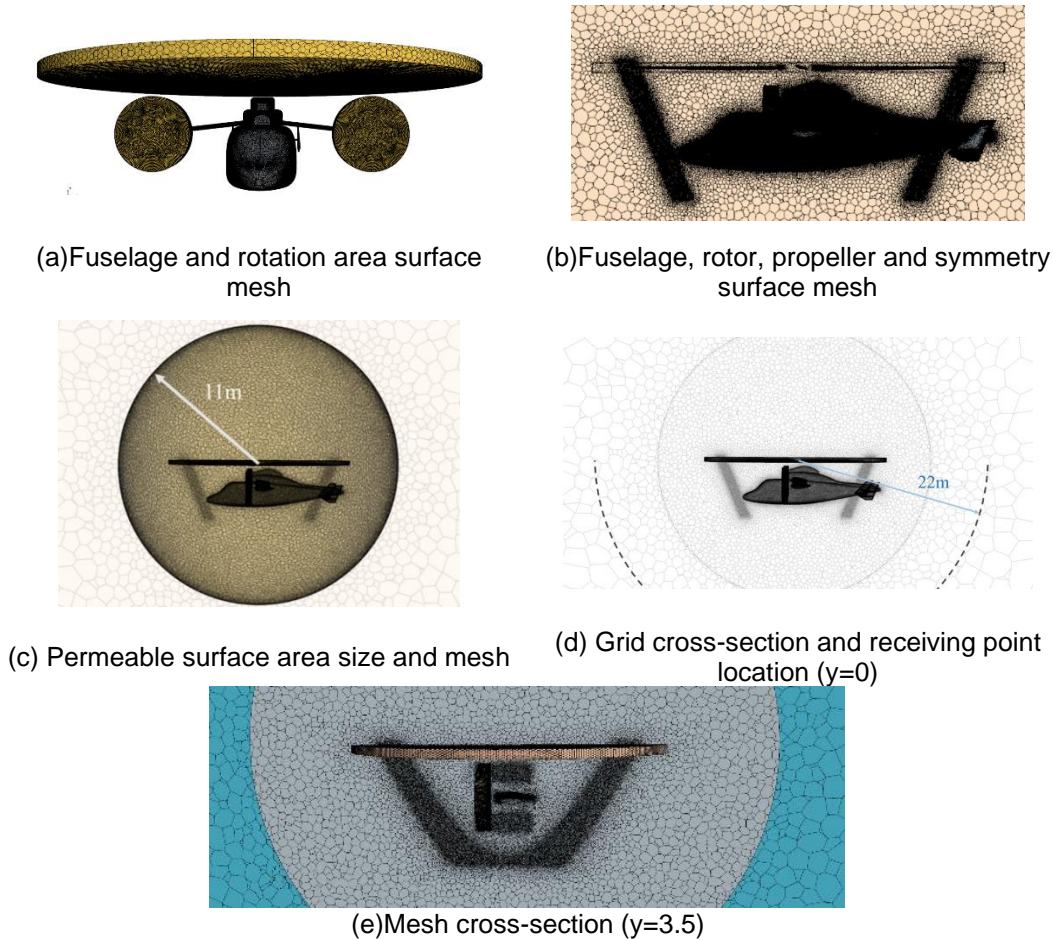 (a)Fuselage and rotation area surface
mesh
(b)Fuselage, rotor, propeller and symmetry
surface mesh
11m
22m
(c) Permeable surface area size and mesh
(d) Grid cross-section and receiving point
location (y=0)
(e)Mesh cross-section (y=3.5)